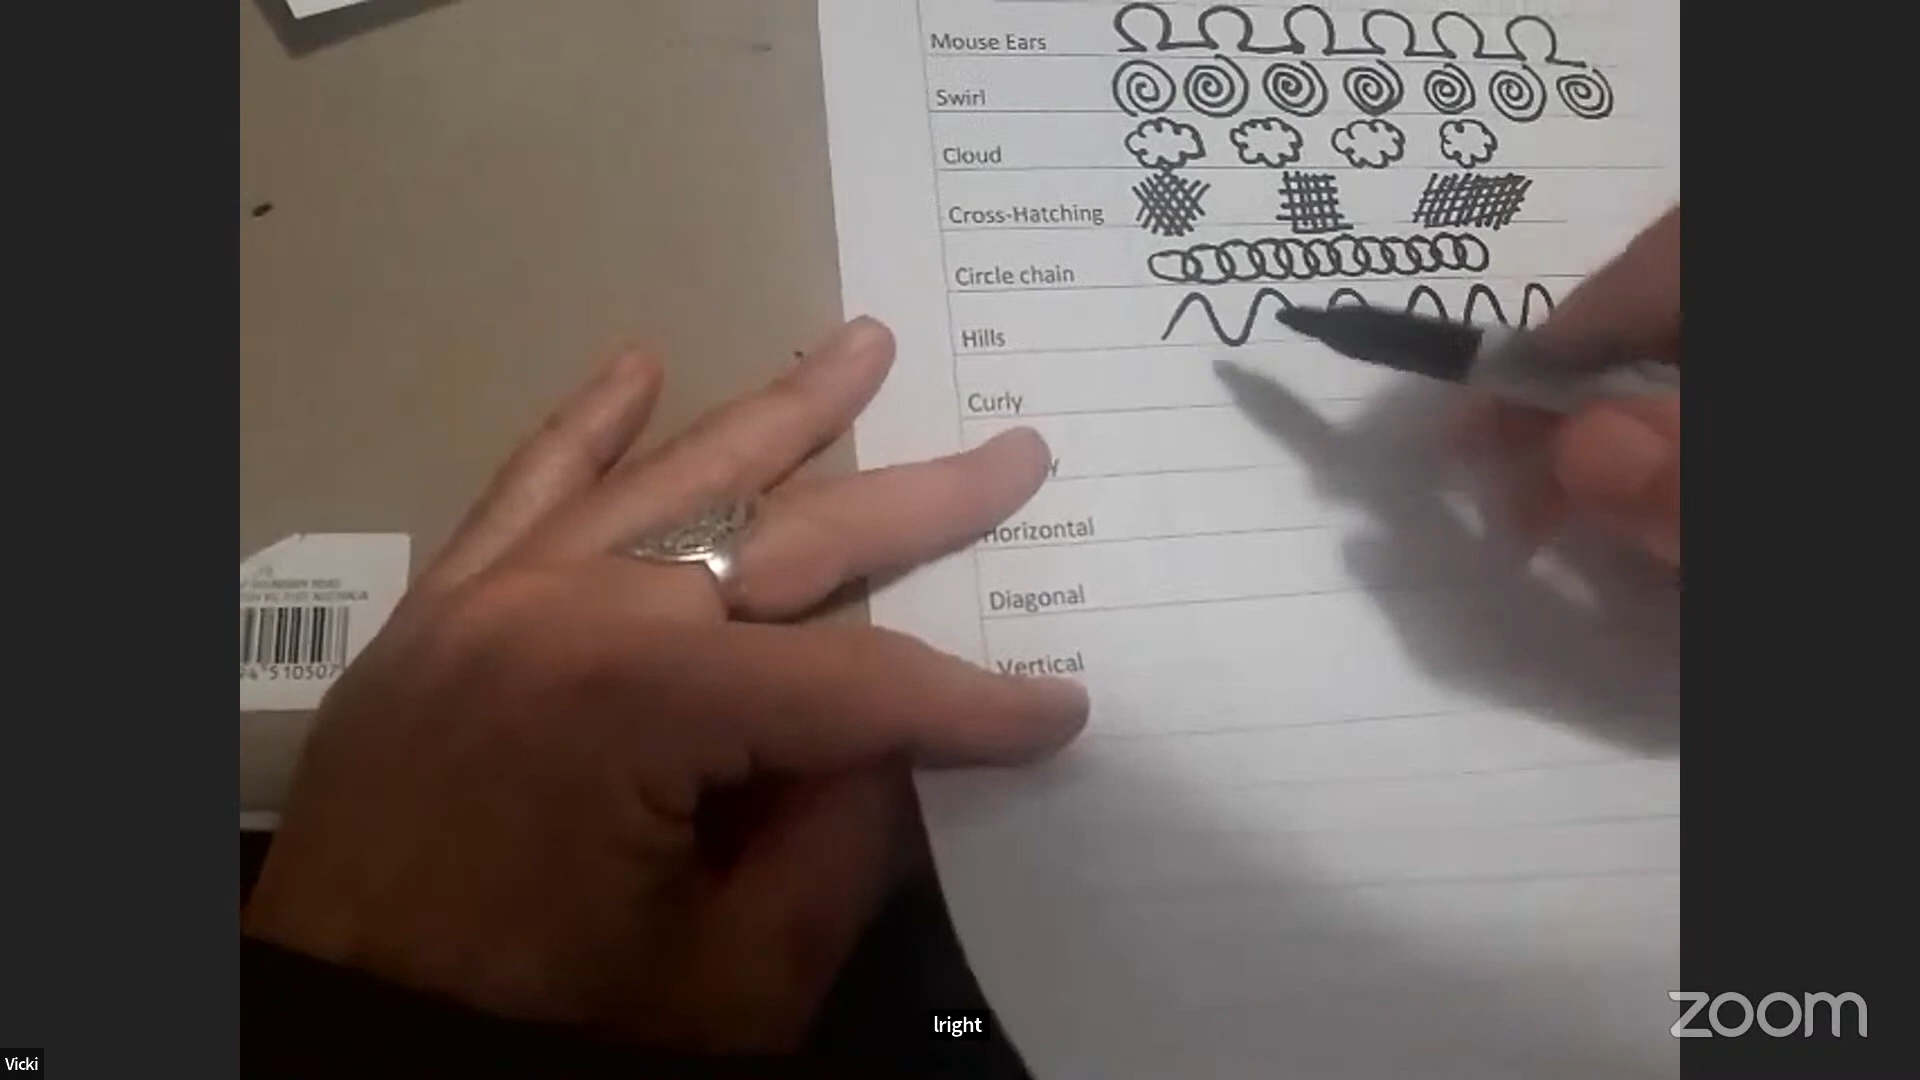 Mouse Ears
Swirl
Cloud
Cross-Hatching
Circle chain
Hills
Curly
Horizontal
Diagonal
Vertical
lright
Vicki
zoom